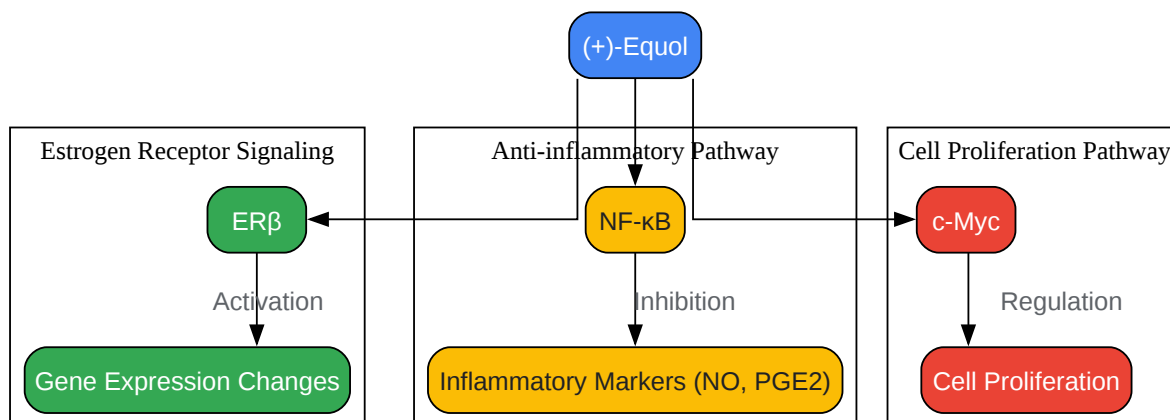 (+)-Equol
Estrogen Receptor Signaling
Anti-inflammatory Pathway
Cell Proliferation Pathway
ERβ
NF-κB
c-Myc
Activation
Inhibition
Regulation
Gene Expression Changes
Inflammatory Markers (NO, PGE2)
Cell Proliferation